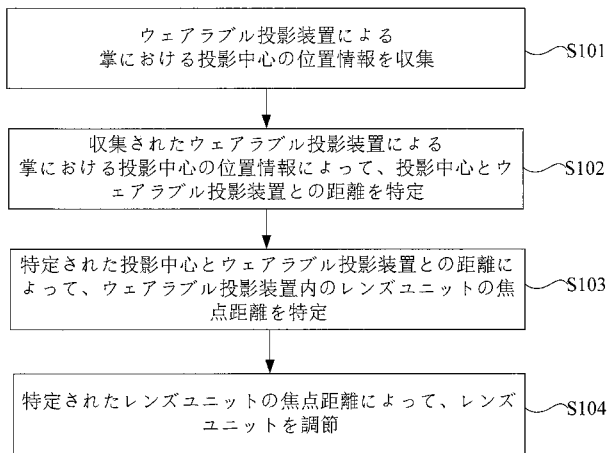 ウェアラブル投影装置による
掌における投影中心の位置情報を収集
S101
収集されたウェアラブル投影装置による
掌における投影中心の位置情報によって、投影中心とウ
ェアラブル投影装置との距離を特定
S102
特定された投影中心とウェアラブル投影装置との距離に
よって、ウェアラブル投影装置内のレンズユニットの焦
点距離を特定
S103
特定されたレンズユニットの焦点距離によって、レンズ
ユニットを調節
S104